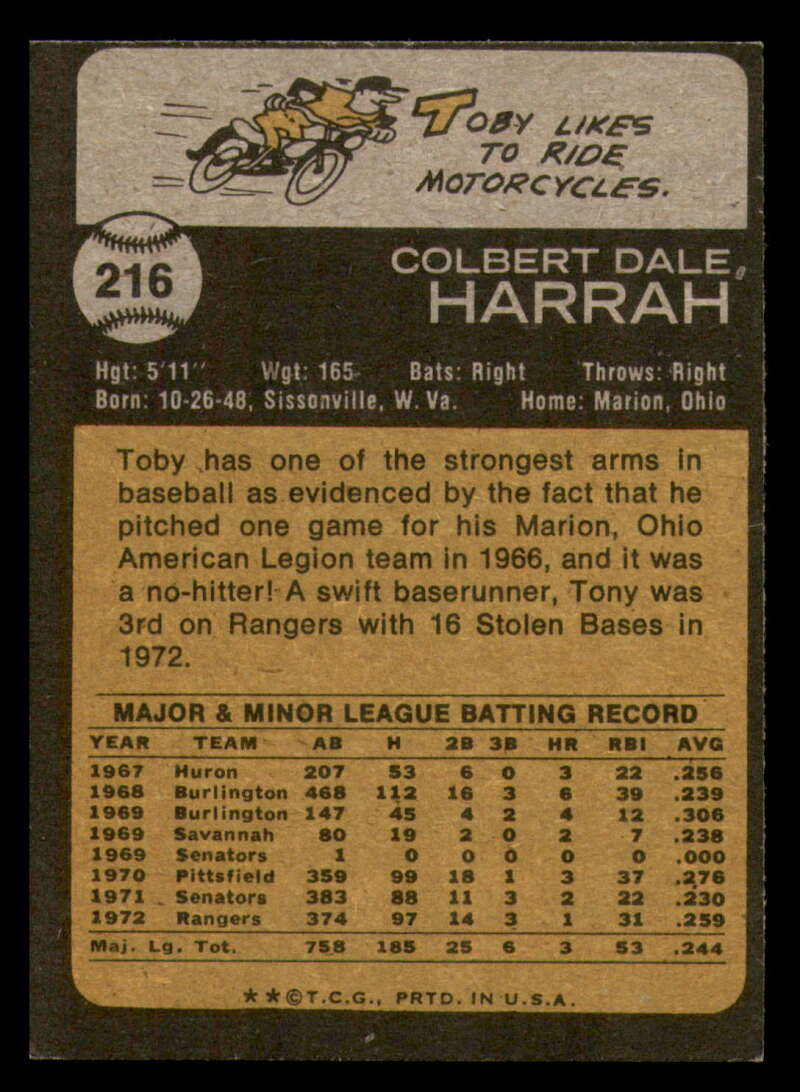 TOBY LIKES
TO RIDE
MOTORCYCLES.
216
COLBERT DALE
HARRAH
Hgt: 5'11" Wgt: 165 Bats: Right Throws: Right
Born: 10-26-48, Sissonville, W. Va. Home: Marion, Ohio
Toby has one of the strongest arms in
baseball as evidenced by the fact that he
pitched one game for his Marion, Ohio
American Legion team in 1966, and it was
a no-hitter! A swift baserunner, Tony was
3rd on Rangers with 16 Stolen Bases in
1972.
MAJOR & MINOR LEAGUE BATTING RECORD
YEAR TEAM AB H 2B 3B HR RBI AVG
1967 Huron 207 53 6 0 3 22 .256
1968 Burlington 468 112 16 3 6 39 .239
1969 Burlington 147 45 4 2 4 12 .306
1969 Savannah 80 19 2 0 2 7 .238
1969 Senators 1 0 0 0 0 0 .000
1970 Pittsfield 359 99 18 1 3 37 .276
1971 Senators 383 88 11 3 2 22 .230
1972 Rangers 374 97 14 3 1 31 .259
Maj. Lg. Tot. 758 185 25 6 3 53 .244
★★©T.C.G., PRTD. IN U.S.A.